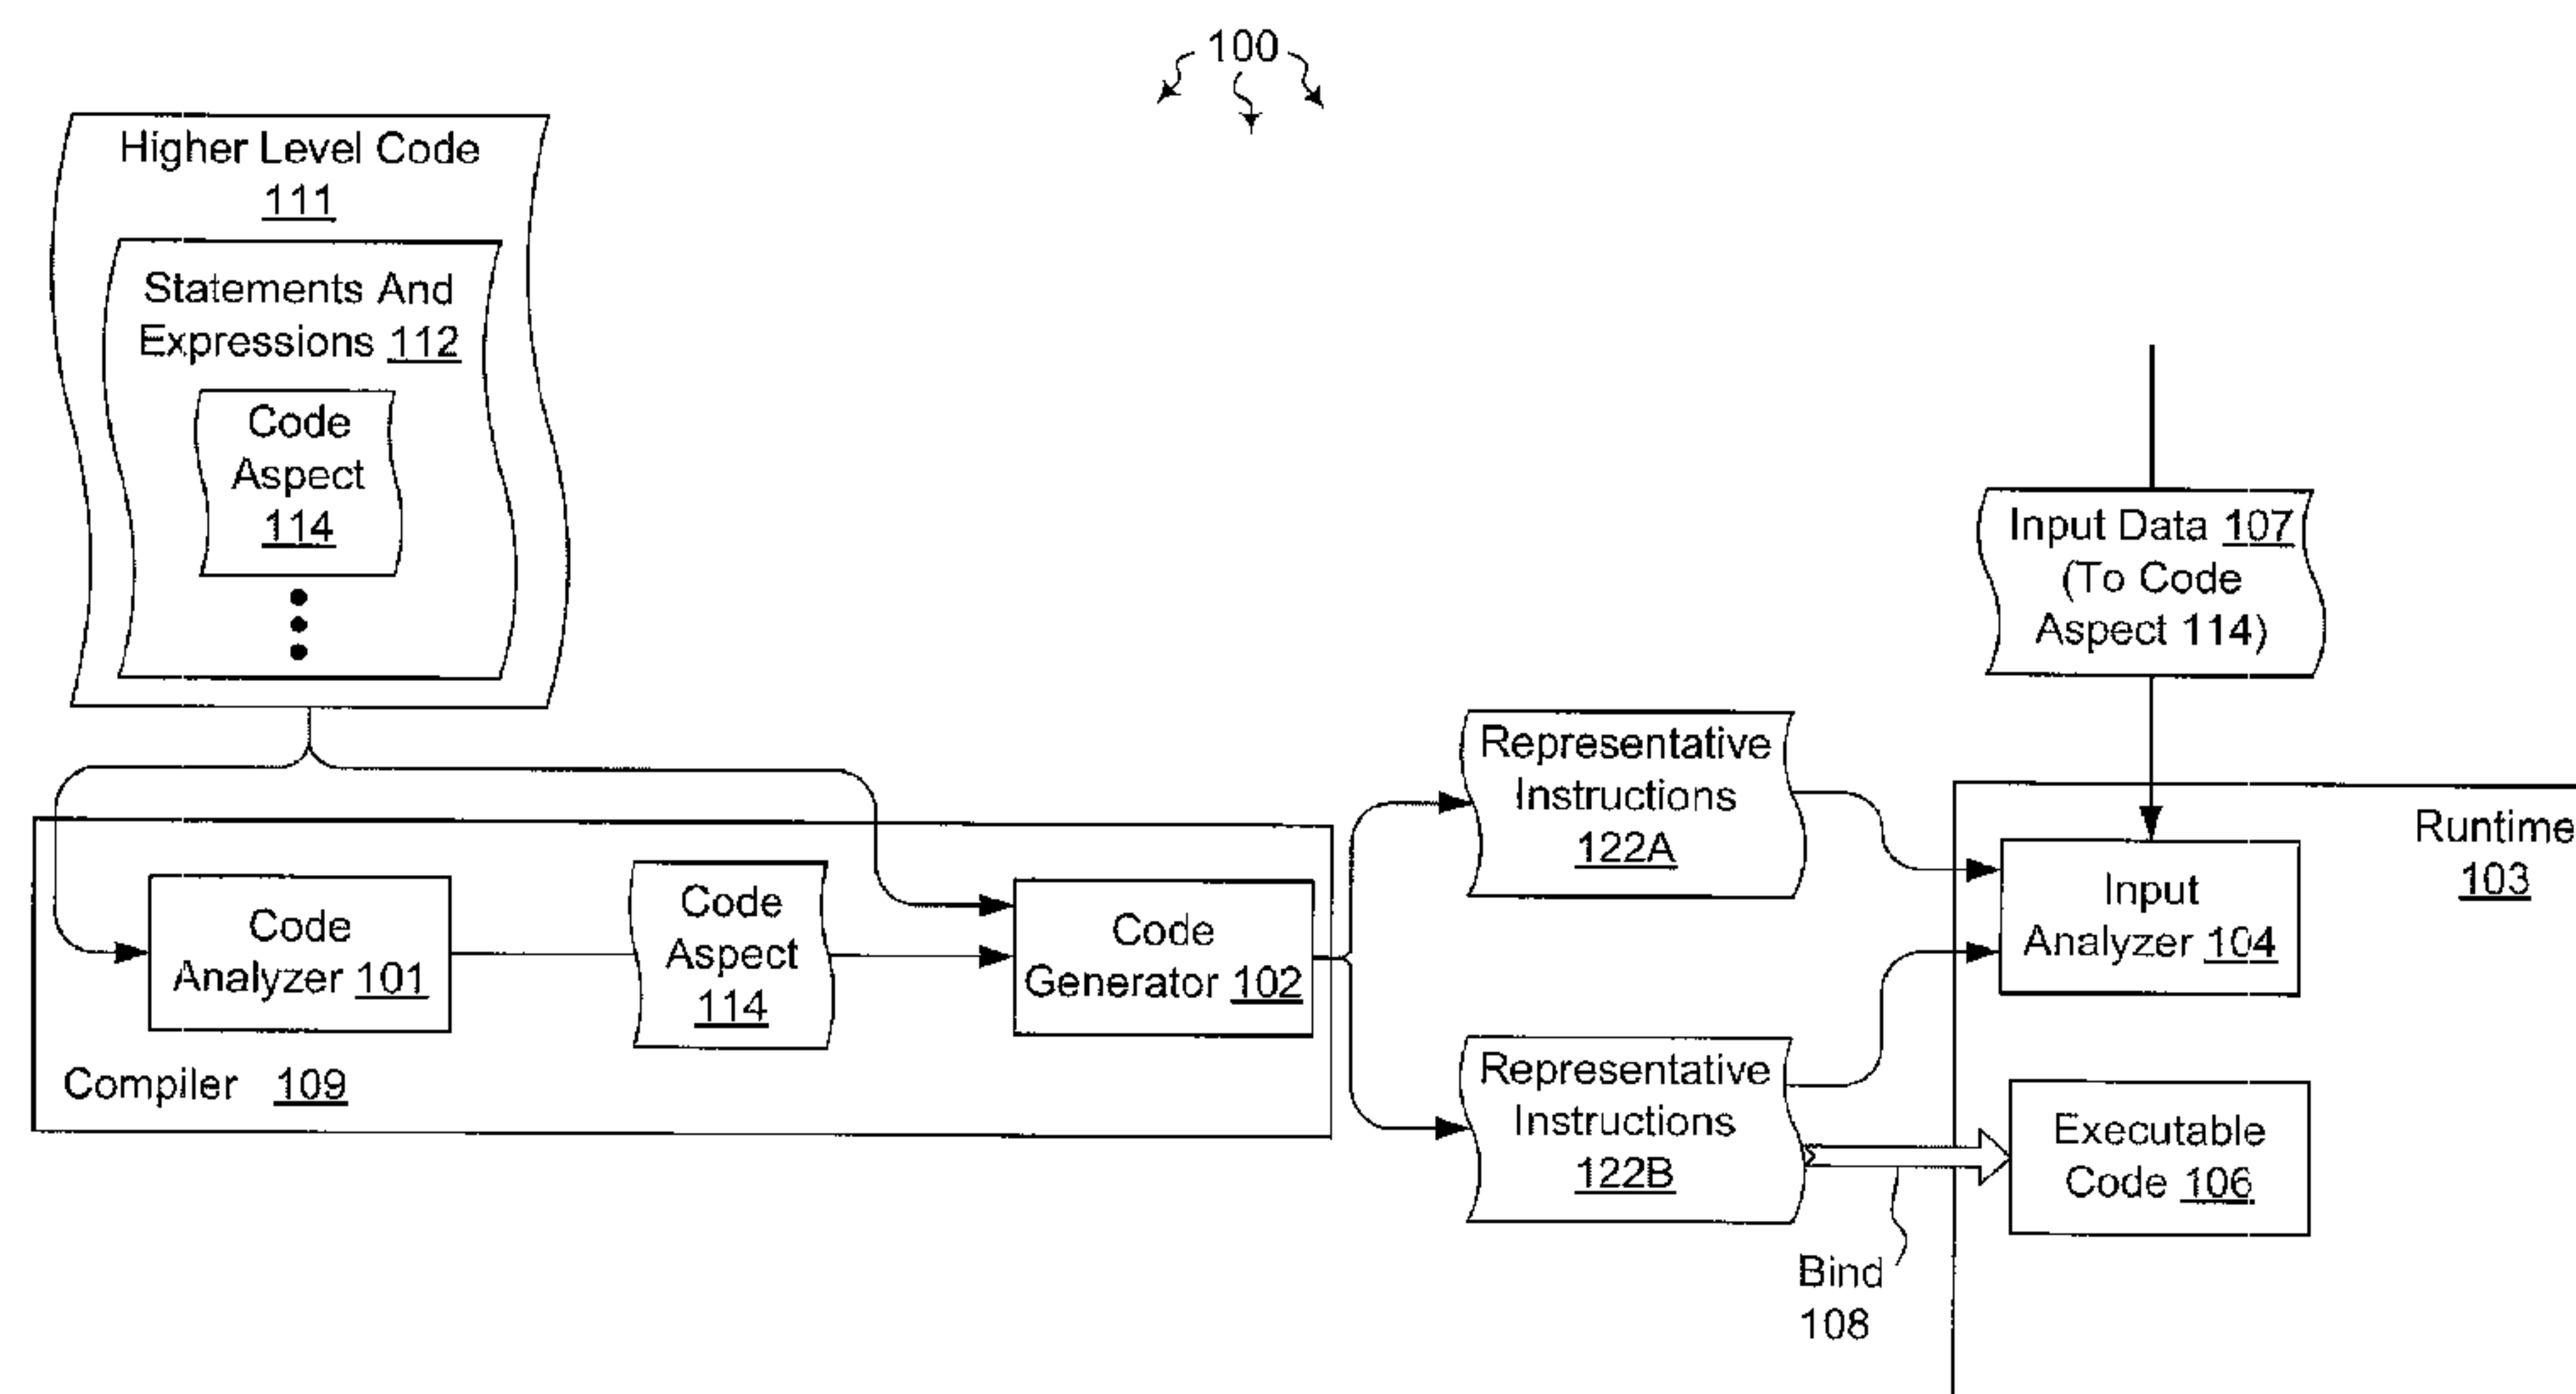 100
Higher Level Code
111
Statements And
Expressions 112
Code
Aspect
114
Input Data 107
(To Code
Aspect 114)
Representative
Instructions
122A
Runtime
103
Code
Analyzer 101
Code
Aspect
114
Code
Generator 102
Input
Analyzer 104
Compiler 109
Representative
Instructions
122B
Executable
Code 106
Bind
108